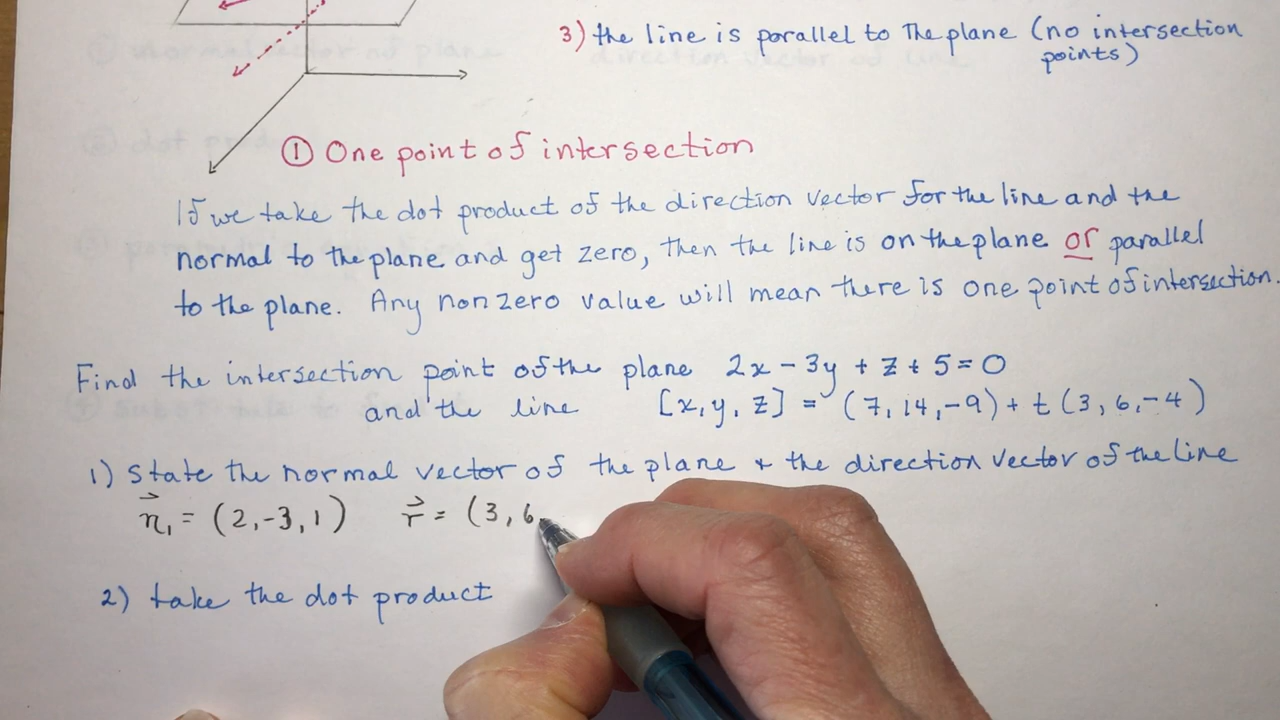 3) the line is parallel to the plane (no intersection
points)
① One point of intersection
If we take the dot product of the direction vector for the line and the
normal to the plane and get zero, then the line is on the plane or parallel
to the plane. Any nonzero value will mean there is one point of intersection.
Find the intersection point of the plane 2x - 3y + z + 5 = 0
and the line [x, y, z] = (7, 14, -9) + t (3, 6, -4)
1) state the normal vector of the plane + the direction vector of the line
n⃗₁ = (2, -3, 1) r⃗ = (3, 6
2) take the dot product